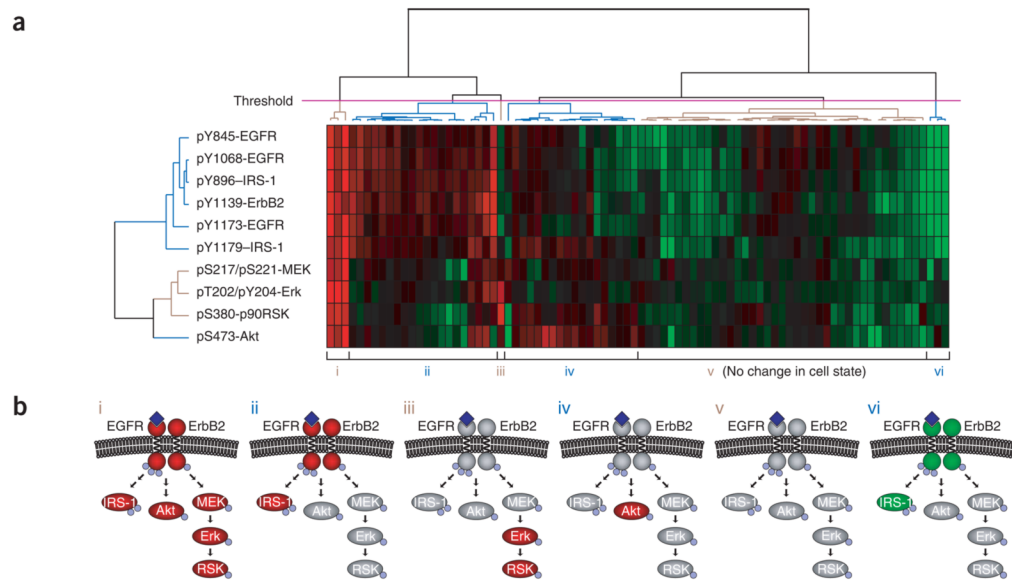 a
Threshold
pY845-EGFR
pY1068-EGFR
pY896–IRS-1
pY1139-ErbB2
pY1173-EGFR
pY1179–IRS-1
pS217/pS221-MEK
pT202/pY204-Erk
pS380-p90RSK
pS473-Akt
i ii iii iv v (No change in cell state) vi
b
i ii iii iv v vi
EGFR ErbB2 EGFR ErbB2 EGFR ErbB2 EGFR ErbB2 EGFR ErbB2 EGFR ErbB2
IRS-1 Akt MEK IRS-1 Akt MEK IRS-1 Akt MEK IRS-1 Akt MEK IRS-1 Akt MEK IRS-1 Akt MEK
Erk Erk Erk Erk Erk Erk
RSK RSK RSK RSK RSK RSK